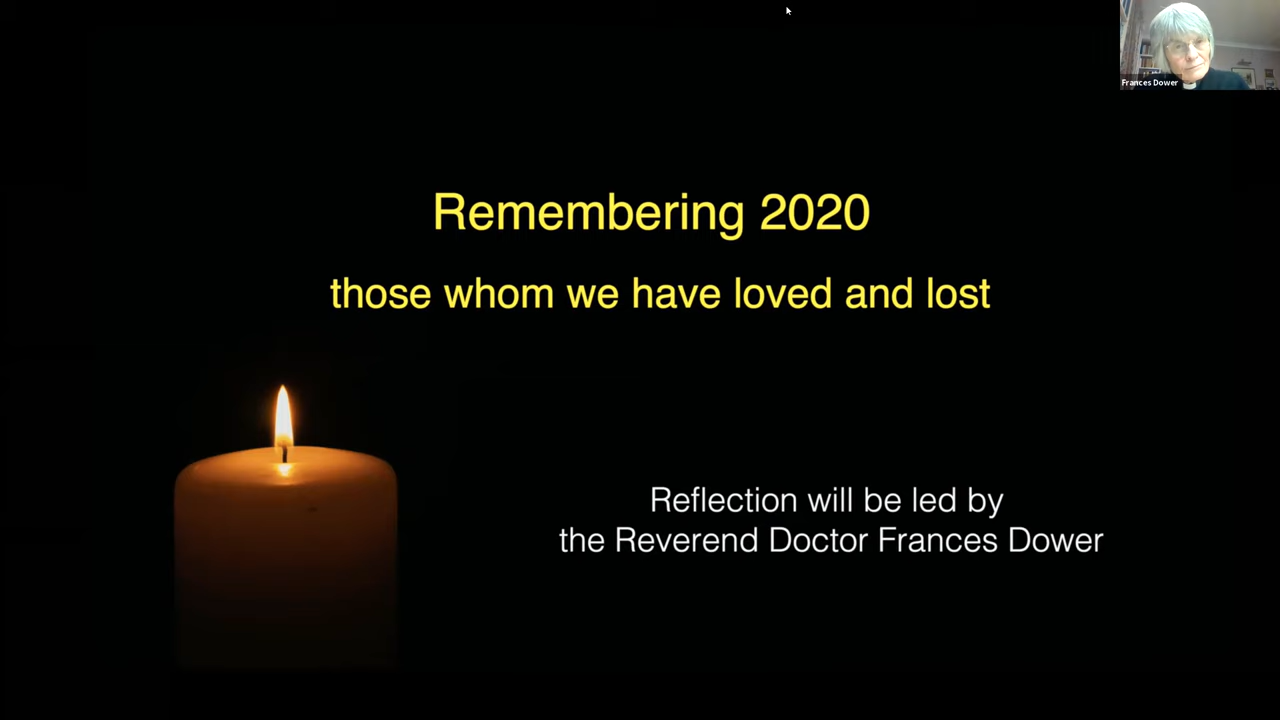 Frances Dower
Remembering 2020
those whom we have loved and lost
Reflection will be led by
the Reverend Doctor Frances Dower